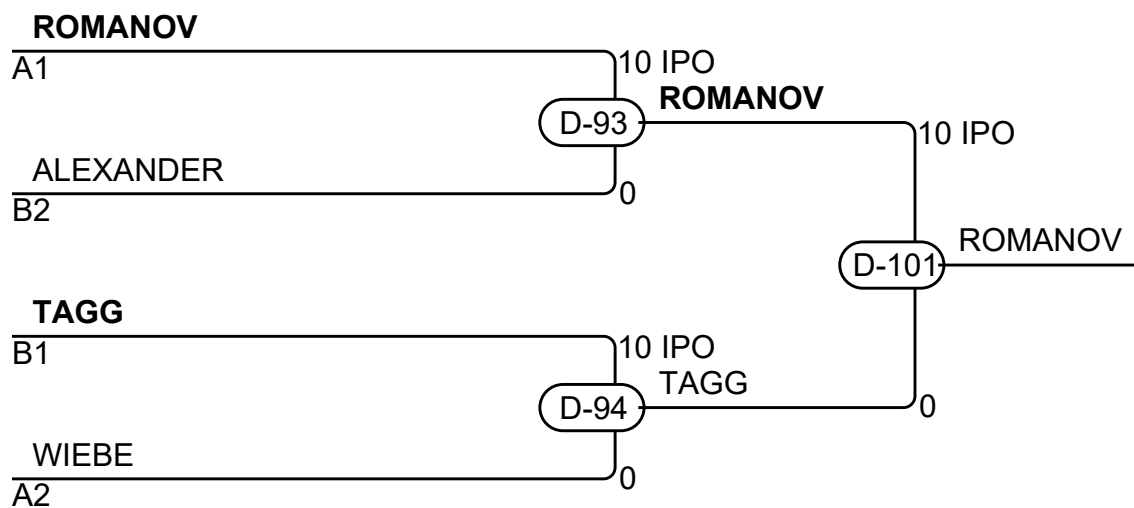 ROMANOV
A1
10 IPO
D-93
ROMANOV
ALEXANDER
B2
0
10 IPO
D-101
ROMANOV
TAGG
B1
10 IPO
D-94
TAGG
0
WIEBE
A2
0